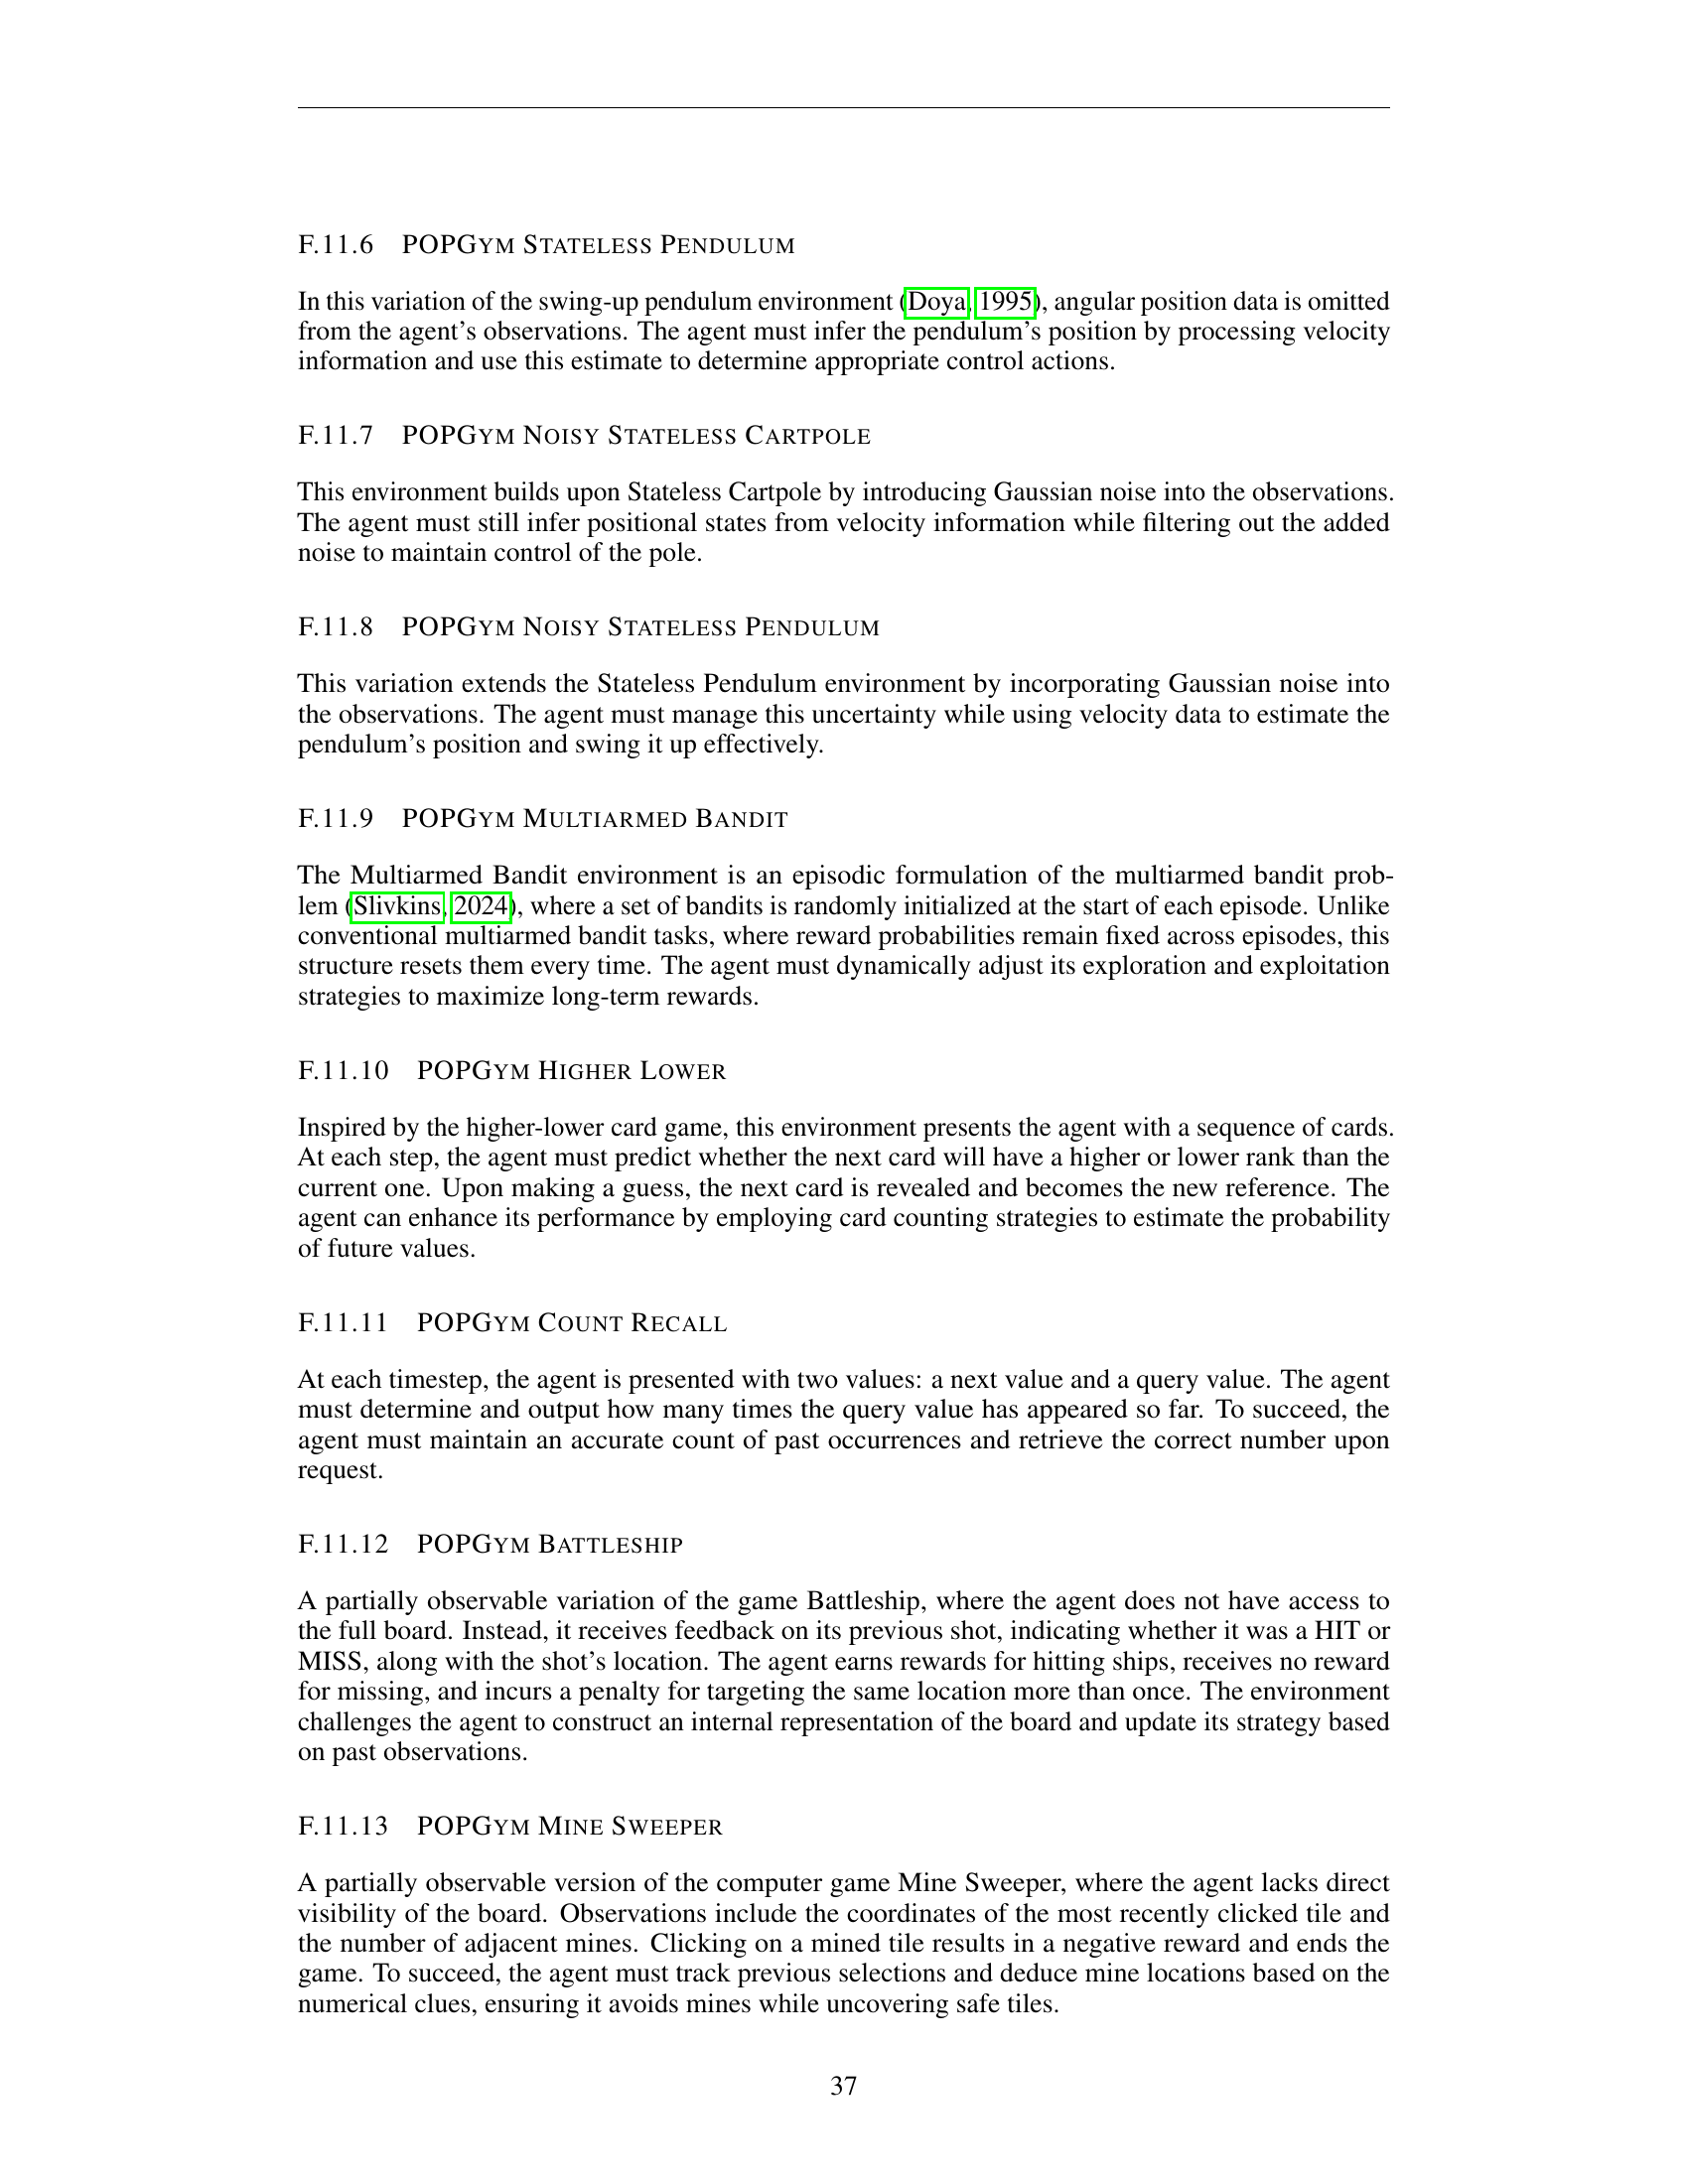 F.11.6 POPGYM STATELESS PENDULUM
In this variation of the swing-up pendulum environment (Doya, 1995), angular position data is omitted
from the agent's observations. The agent must infer the pendulum's position by processing velocity
information and use this estimate to determine appropriate control actions.
F.11.7 POPGYM NOISY STATELESS CARTPOLE
This environment builds upon Stateless Cartpole by introducing Gaussian noise into the observations.
The agent must still infer positional states from velocity information while filtering out the added
noise to maintain control of the pole.
F.11.8 POPGYM NOISY STATELESS PENDULUM
This variation extends the Stateless Pendulum environment by incorporating Gaussian noise into
the observations. The agent must manage this uncertainty while using velocity data to estimate the
pendulum's position and swing it up effectively.
F.11.9 POPGYM MULTIARMED BANDIT
The Multiarmed Bandit environment is an episodic formulation of the multiarmed bandit prob-
lem (Slivkins, 2024), where a set of bandits is randomly initialized at the start of each episode. Unlike
conventional multiarmed bandit tasks, where reward probabilities remain fixed across episodes, this
structure resets them every time. The agent must dynamically adjust its exploration and exploitation
strategies to maximize long-term rewards.
F.11.10 POPGYM HIGHER LOWER
Inspired by the higher-lower card game, this environment presents the agent with a sequence of cards.
At each step, the agent must predict whether the next card will have a higher or lower rank than the
current one. Upon making a guess, the next card is revealed and becomes the new reference. The
agent can enhance its performance by employing card counting strategies to estimate the probability
of future values.
F.11.11 POPGYM COUNT RECALL
At each timestep, the agent is presented with two values: a next value and a query value. The agent
must determine and output how many times the query value has appeared so far. To succeed, the
agent must maintain an accurate count of past occurrences and retrieve the correct number upon
request.
F.11.12 POPGYM BATTLESHIP
A partially observable variation of the game Battleship, where the agent does not have access to
the full board. Instead, it receives feedback on its previous shot, indicating whether it was a HIT or
MISS, along with the shot's location. The agent earns rewards for hitting ships, receives no reward
for missing, and incurs a penalty for targeting the same location more than once. The environment
challenges the agent to construct an internal representation of the board and update its strategy based
on past observations.
F.11.13 POPGYM MINE SWEEPER
A partially observable version of the computer game Mine Sweeper, where the agent lacks direct
visibility of the board. Observations include the coordinates of the most recently clicked tile and
the number of adjacent mines. Clicking on a mined tile results in a negative reward and ends the
game. To succeed, the agent must track previous selections and deduce mine locations based on the
numerical clues, ensuring it avoids mines while uncovering safe tiles.
37